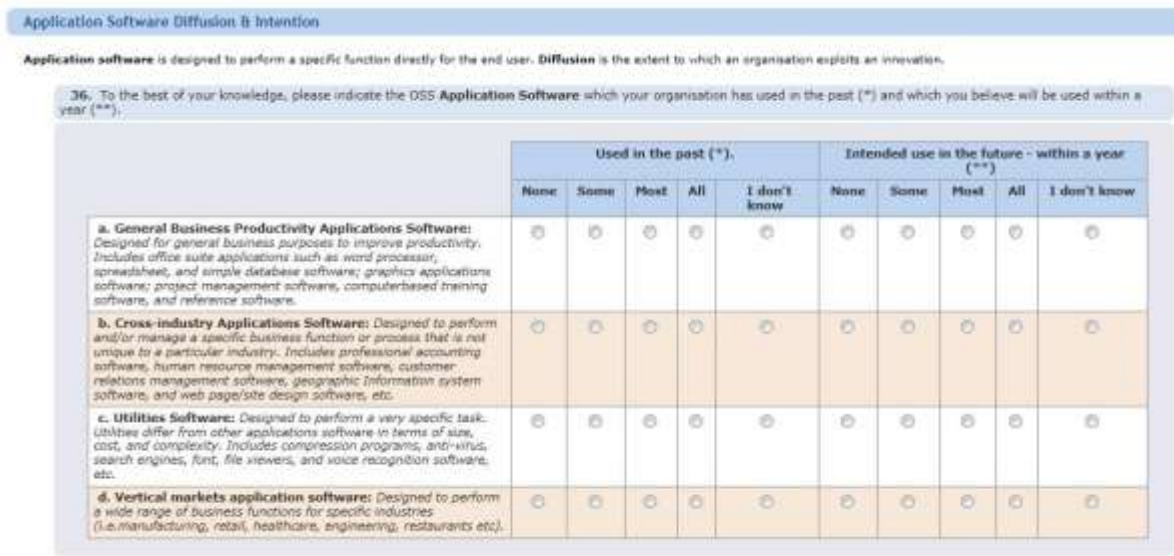 Application Software Diffusion & Intention
Application software is designed to perform a specific function directly for the end user. Diffusion is the extent to which an organisation exploits an innovation.
36. To the best of your knowledge, please indicate the OSS Application Software which your organisation has used in the past (*) and which you believe will be used within a
year (**).
Used in the past (*).
Intended use in the future - within a year
(**)
None Some Most All I don't
know
None Some Most All I don't know
a. General Business Productivity Applications Software:
Designed for general business purposes to improve productivity.
Includes office suite applications such as word processor,
spreadsheet, and simple database software; graphics applications
software; project management software, computerbased training
software, and reference software.
b. Cross-industry Applications Software: Designed to perform
and/or manage a specific business function or process that is not
unique to a particular industry. Includes professional accounting
software, human resource management software, customer
relations management software, geographic Information system
software, and web page/site design software, etc.
c. Utilities Software: Designed to perform a very specific task.
Utilities differ from other applications software in terms of size,
cost, and complexity. Includes compression programs, anti-virus,
search engines, font, file viewers, and voice recognition software,
etc.
d. Vertical markets application software: Designed to perform
a wide range of business functions for specific industries
(i.e.manufacturing, retail, healthcare, engineering, restaurants etc).